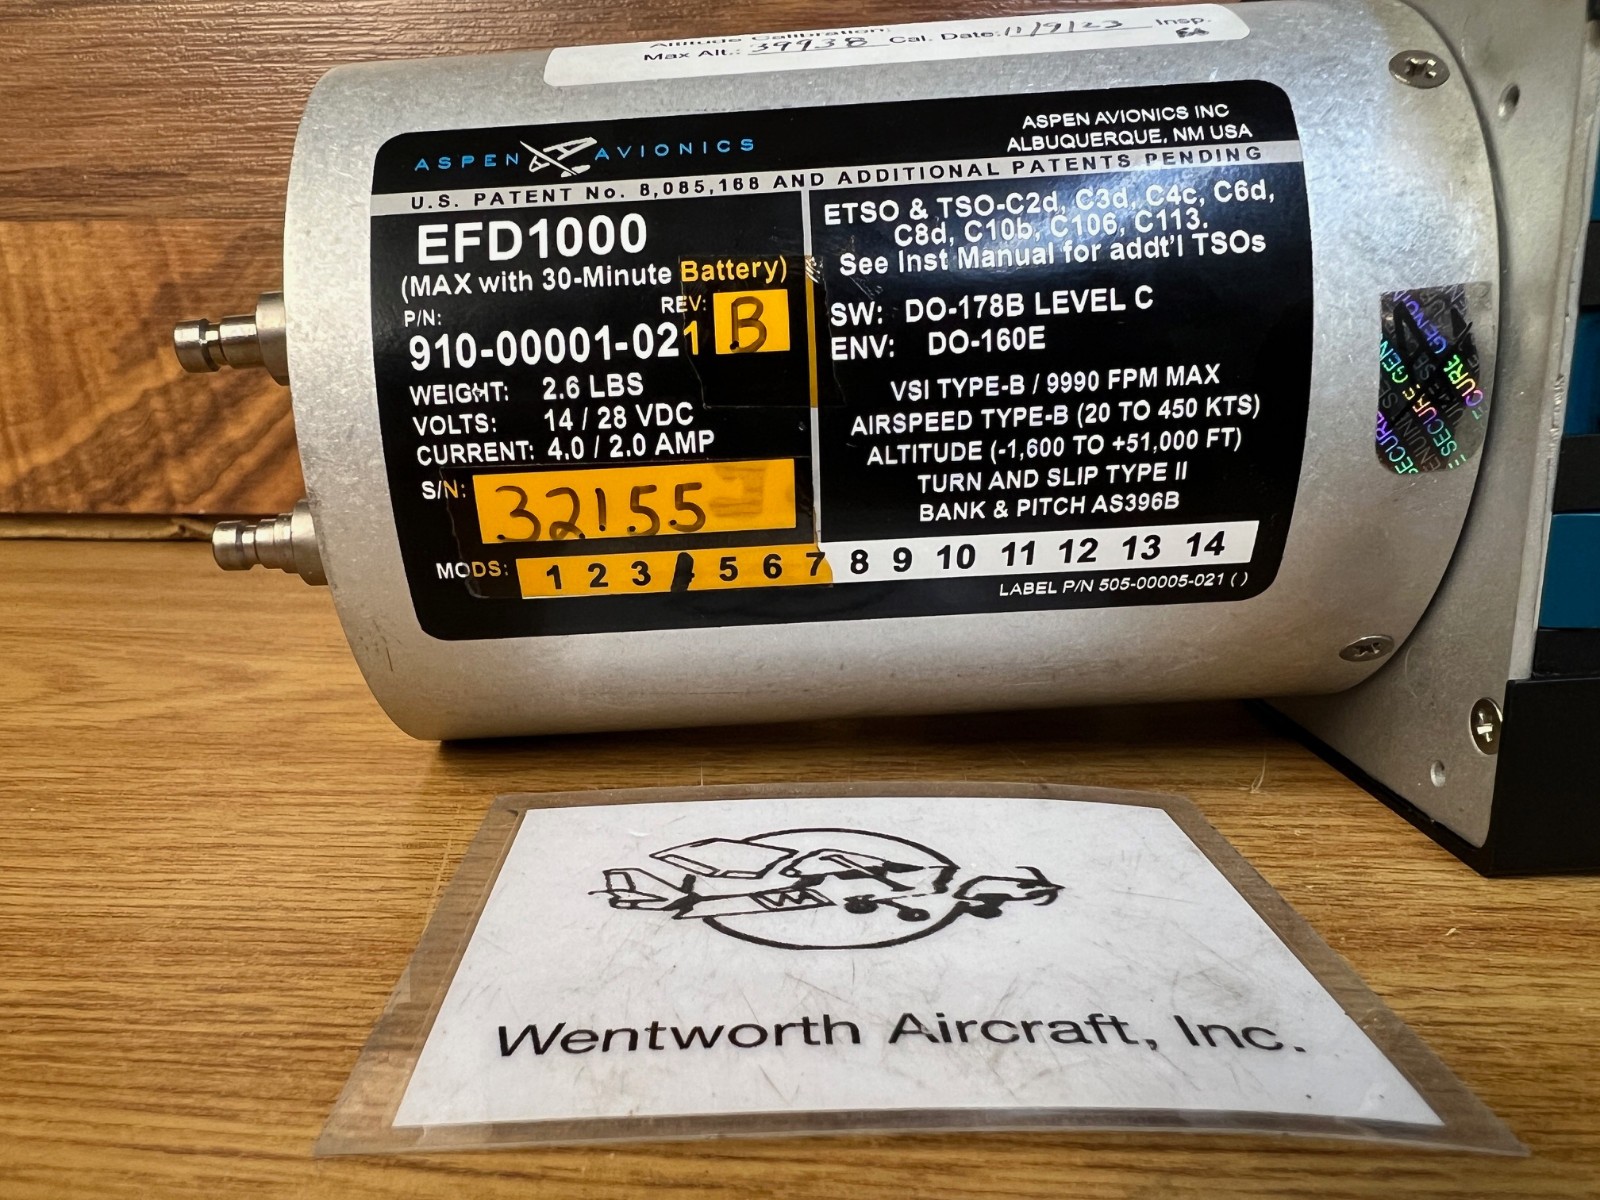 Altitude Calibration:
Max Alt.: 39938 Cal. Date: 11/9/23 Insp.
ASPEN AVIONICS
ASPEN AVIONICS INC
ALBUQUERQUE, NM USA
U.S. PATENT No. 8,085,168 AND ADDITIONAL PATENTS PENDING
EFD1000
(MAX with 30-Minute Battery)
P/N: REV:
910-00001-021 B
WEIGHT: 2.6 LBS
VOLTS: 14 / 28 VDC
CURRENT: 4.0 / 2.0 AMP
S/N: 32155
MODS: 1 2 3 4 5 6 7 8 9 10 11 12 13 14
ETSO & TSO-C2d, C3d, C4c, C6d,
C8d, C10b, C106, C113.
See Inst Manual for addt'l TSOs
SW: DO-178B LEVEL C
ENV: DO-160E
VSI TYPE-B / 9990 FPM MAX
AIRSPEED TYPE-B (20 TO 450 KTS)
ALTITUDE (-1,600 TO +51,000 FT)
TURN AND SLIP TYPE II
BANK & PITCH AS396B
LABEL P/N 505-00005-021 ( )
SECURE
GENUINE
Wentworth Aircraft, Inc.